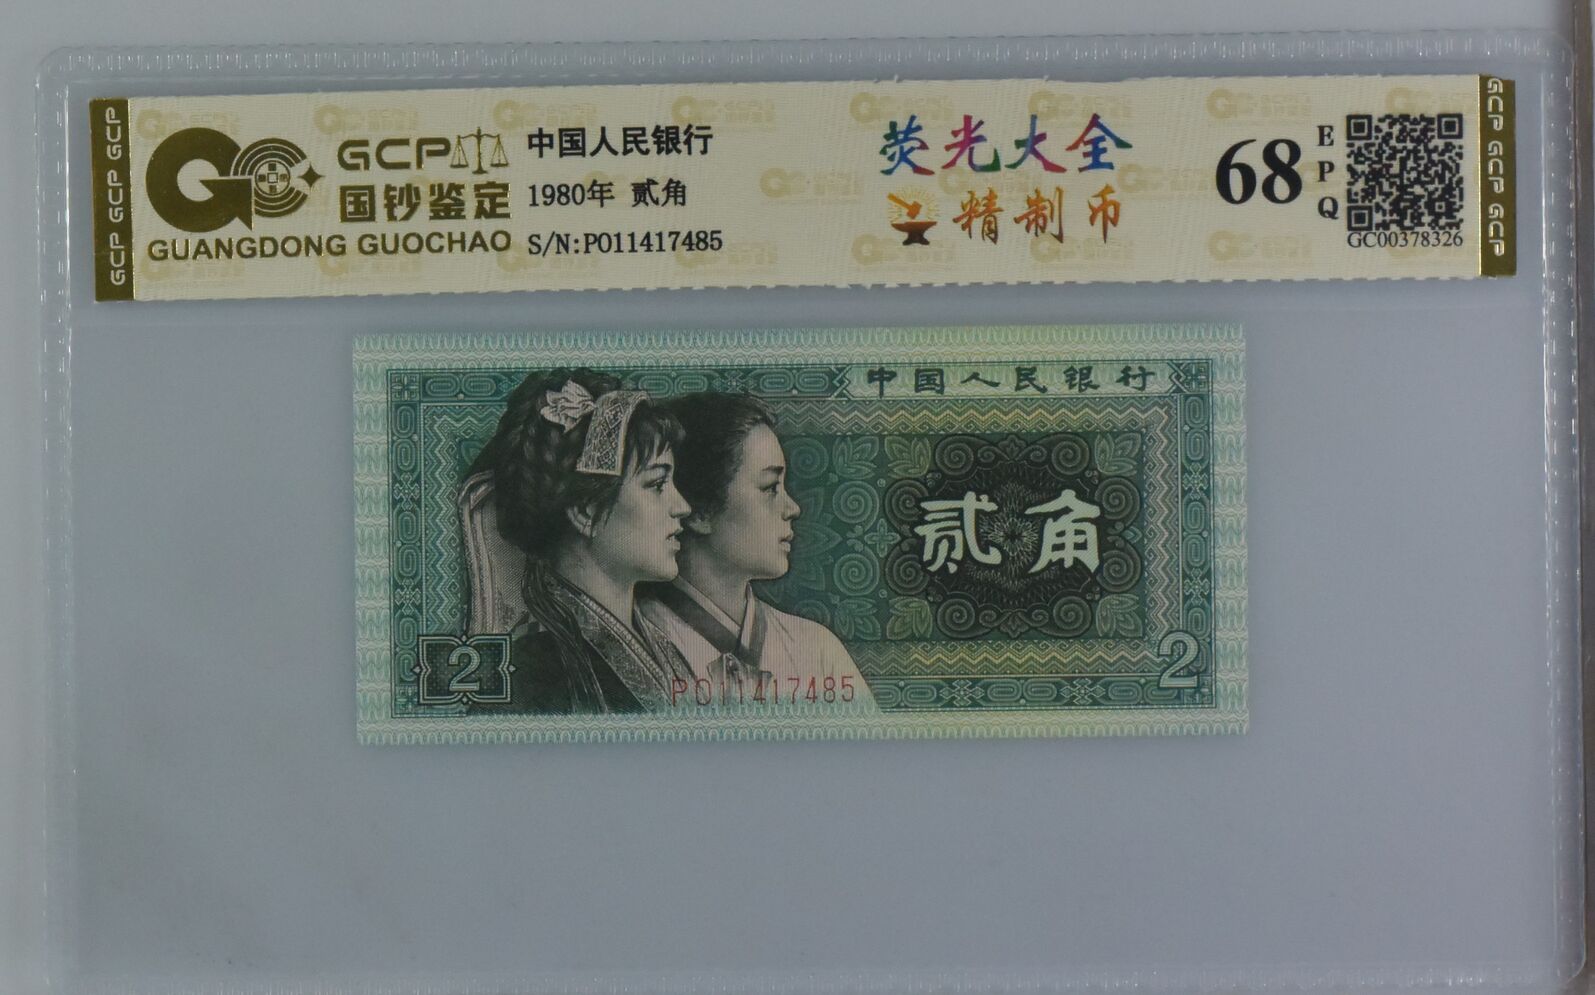 GCP GCP GCP
GCP
国钞鉴定
GUANGDONG GUOCHAO
中国人民银行
1980年 贰角
S/N:PO11417485
荧光大全
精制币
68
EPQ
GC00378326
GCP GCP GCP
中国人民银行
贰角
2
2
PO11417485